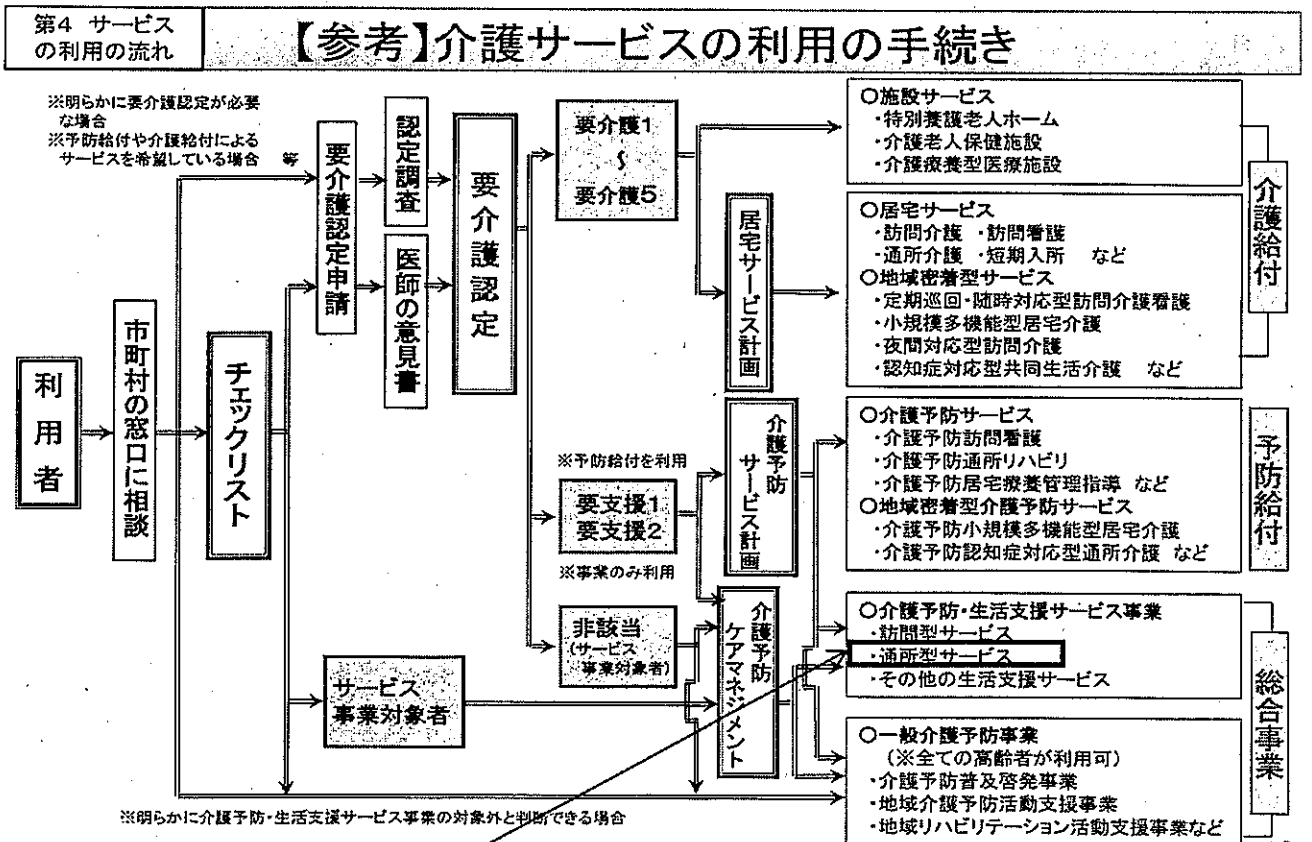 第4 サービス
の利用の流れ
【参考】介護サービスの利用の手続き
※明らかに要介護認定が必要
な場合
※予防給付や介護給付による
サービスを希望している場合 等
利用者
市町村の窓口に相談
チェックリスト
要介護認定申請
認定調査
医師の意見書
要介護認定
要介護1
〜
要介護5
※予防給付を利用
要支援1
要支援2
※事業のみ利用
非該当
(サービス
事業対象者)
サービス
事業対象者
居宅サービス計画
介護予防
サービス計画
介護予防
ケアマネジメント
○施設サービス
・特別養護老人ホーム
・介護老人保健施設
・介護療養型医療施設
○居宅サービス
・訪問介護 ・訪問看護
・通所介護 ・短期入所 など
○地域密着型サービス
・定期巡回・随時対応型訪問介護看護
・小規模多機能型居宅介護
・夜間対応型訪問介護
・認知症対応型共同生活介護 など
介護給付
○介護予防サービス
・介護予防訪問看護
・介護予防通所リハビリ
・介護予防居宅療養管理指導 など
○地域密着型介護予防サービス
・介護予防小規模多機能型居宅介護
・介護予防認知症対応型通所介護 など
予防給付
○介護予防・生活支援サービス事業
・訪問型サービス
・通所型サービス
・その他の生活支援サービス
○一般介護予防事業
(※全ての高齢者が利用可)
・介護予防普及啓発事業
・地域介護予防活動支援事業
・地域リハビリテーション活動支援事業など
総合事業
※明らかに介護予防・生活支援サービス事業の対象外と判断できる場合